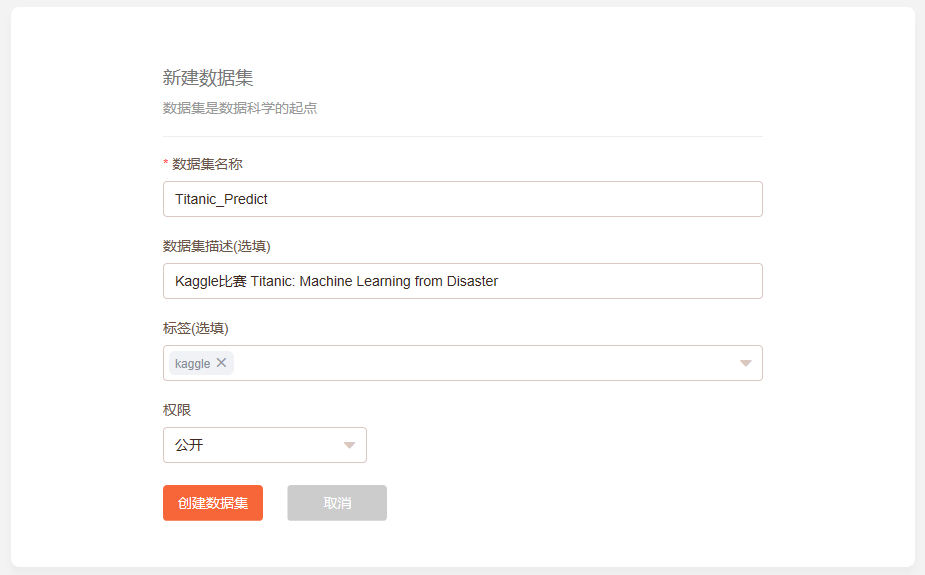 新建数据集
数据集是数据科学的起点
* 数据集名称
Titanic_Predict
数据集描述(选填)
Kaggle比赛 Titanic: Machine Learning from Disaster
标签(选填)
kaggle ✕
权限
公开
创建数据集 取消